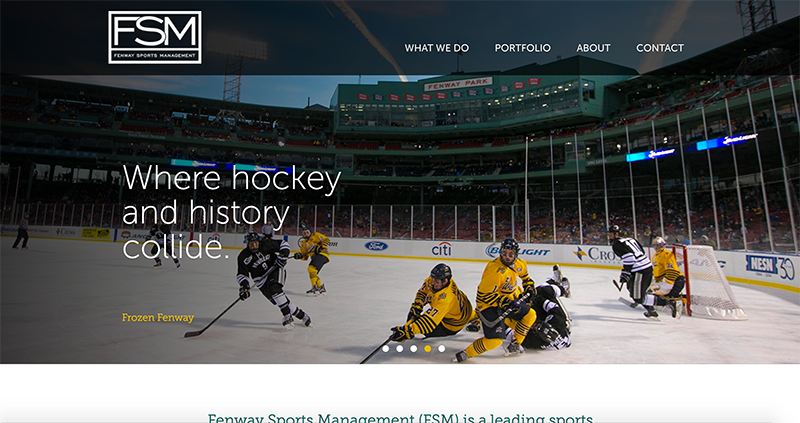 FSM
FENWAY SPORTS MANAGEMENT
WHAT WE DO PORTFOLIO ABOUT CONTACT
FENWAY PARK
Where hockey
and history
collide.
Ford
citi
BUD LIGHT
NESN 30
Frozen Fenway
Fenway Sports Management (FSM) is a leading sports